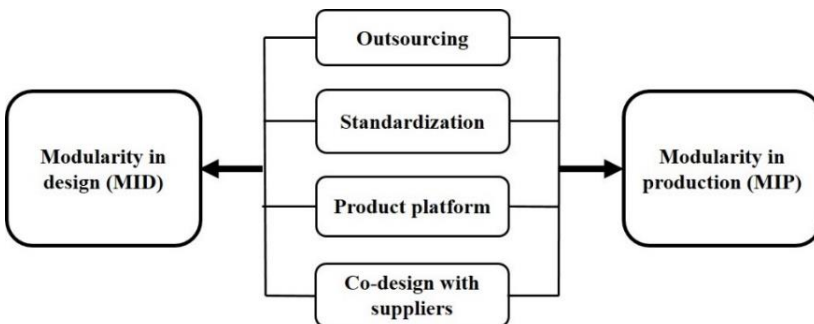 Outsourcing
Standardization
Modularity in
design (MID)
Modularity in
production (MIP)
Product platform
Co-design with
suppliers